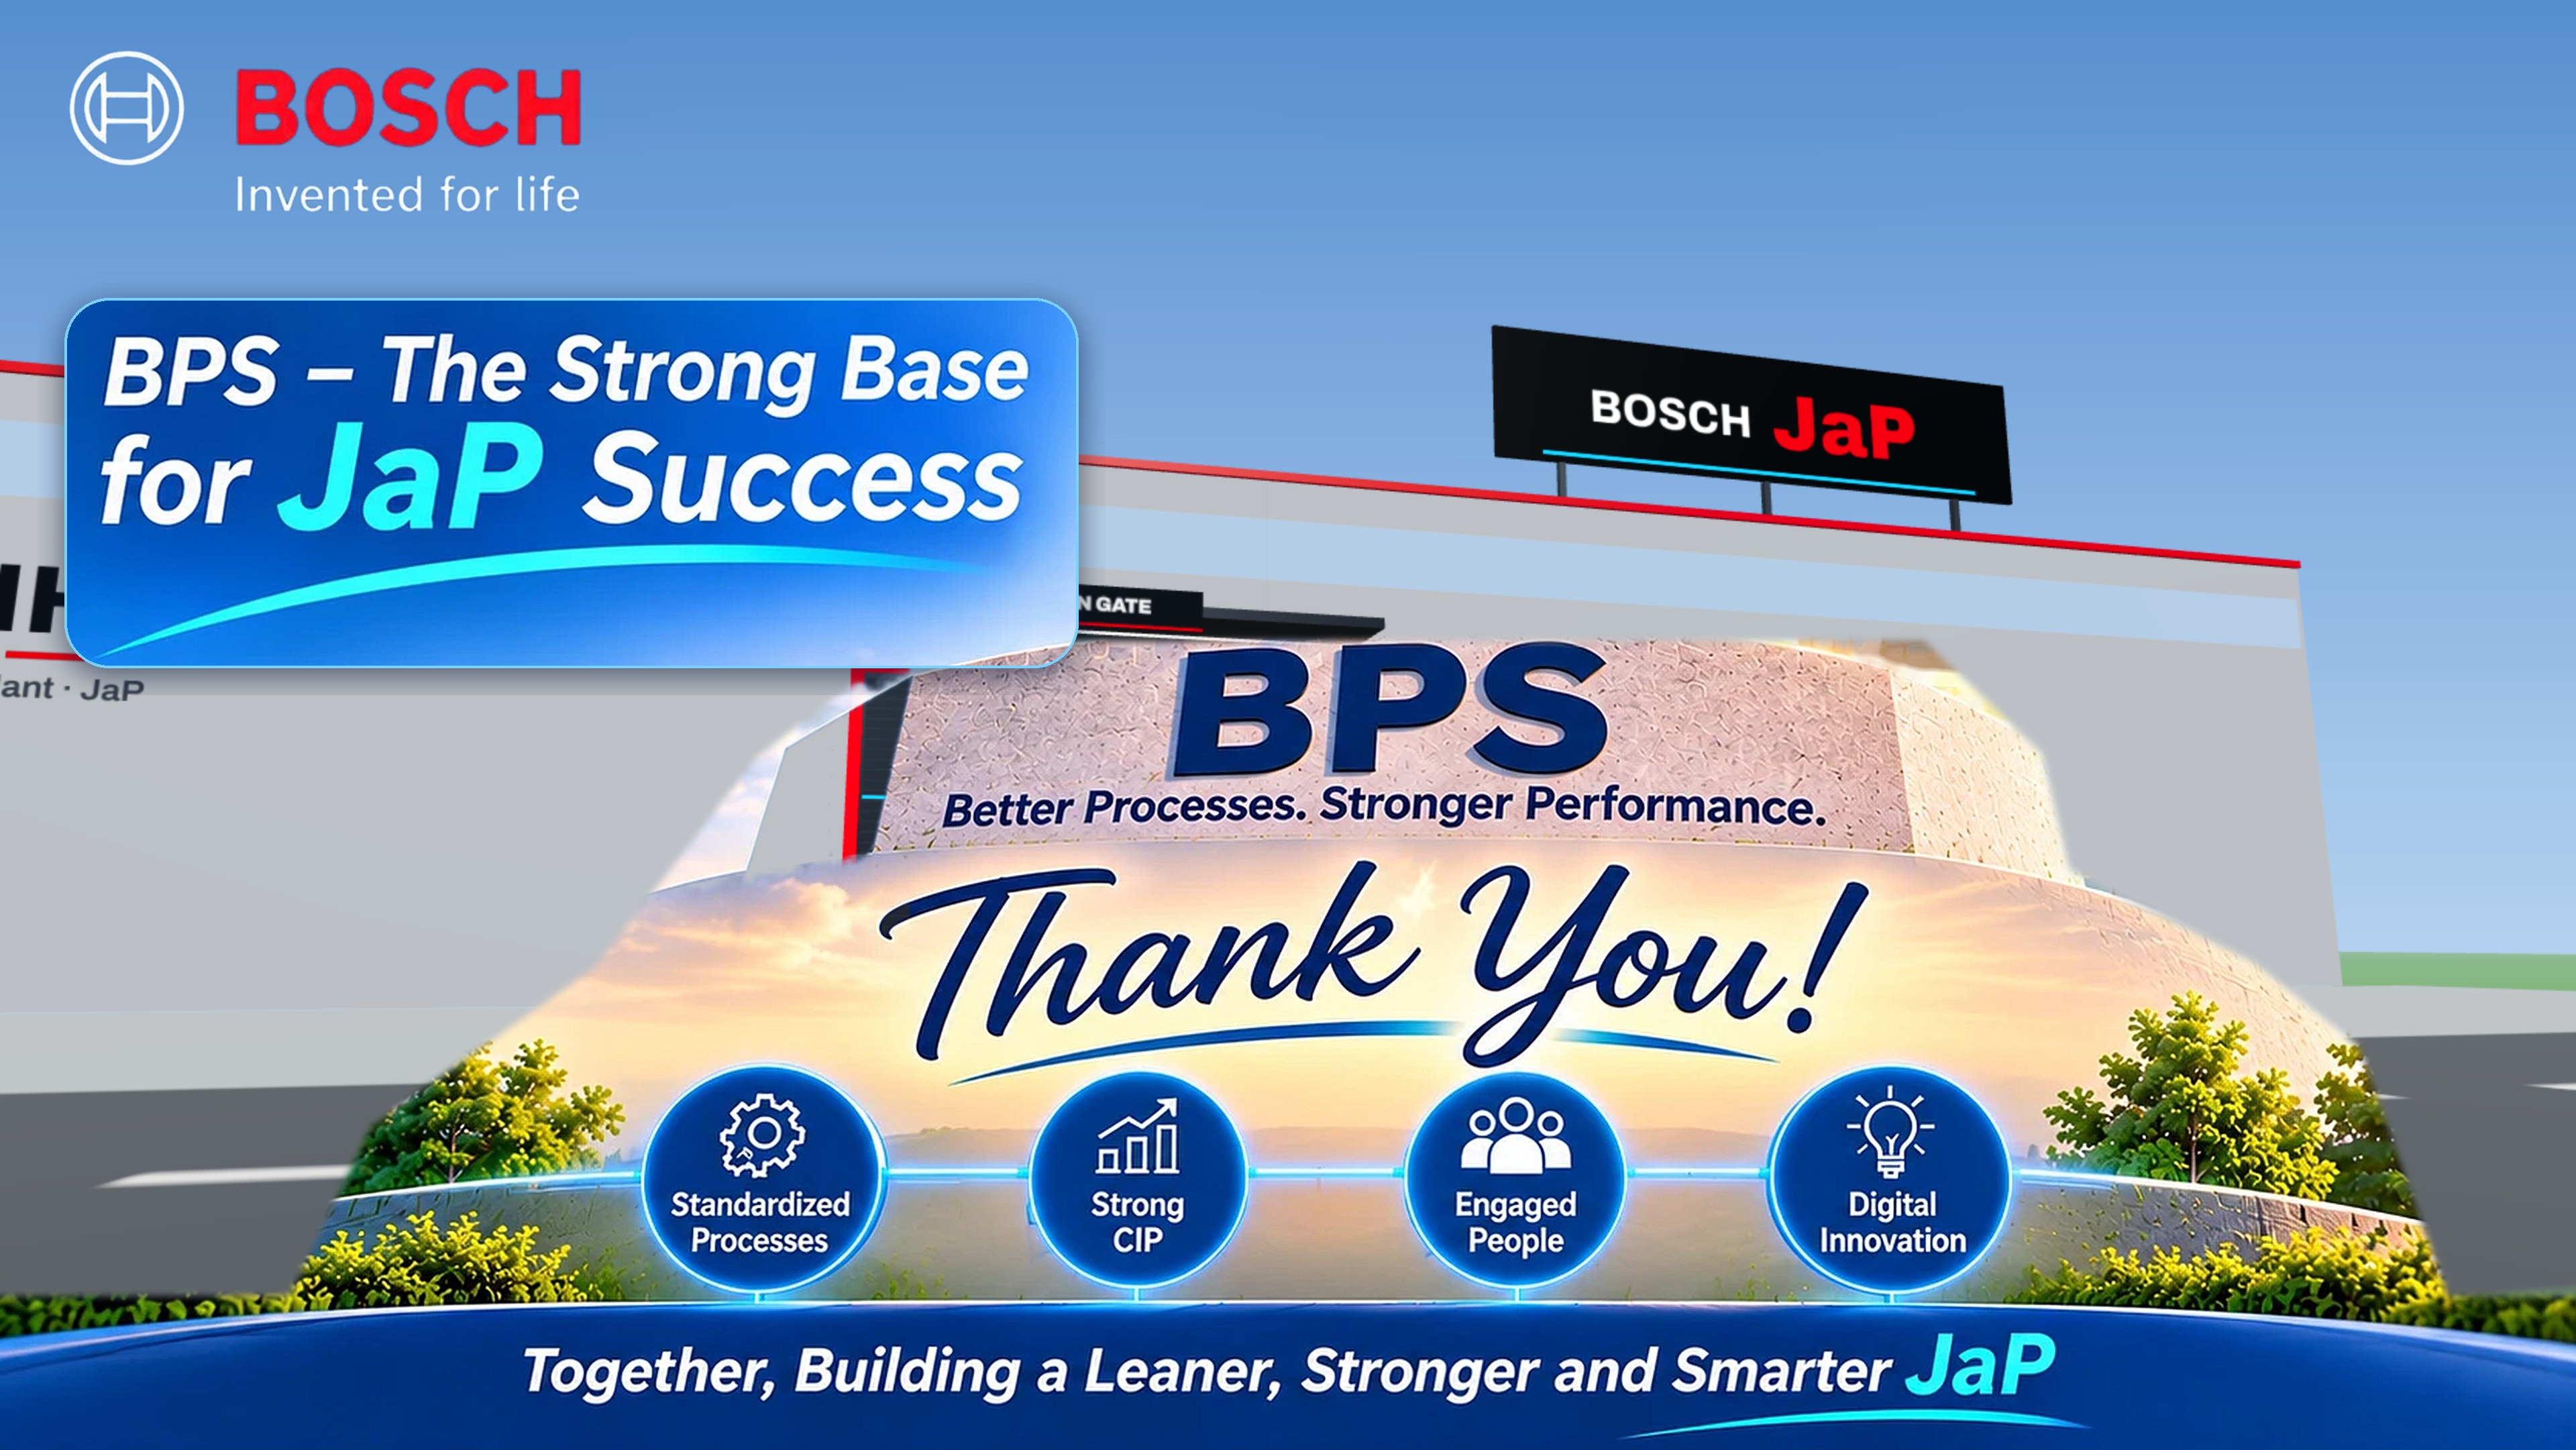 BOSCH
Invented for life
BPS – The Strong Base
for JaP Success
BOSCH JaP
N GATE
lant · JaP
BPS
Better Processes. Stronger Performance.
Thank You!
Standardized
Processes
Strong
CIP
Engaged
People
Digital
Innovation
Together, Building a Leaner, Stronger and Smarter JaP